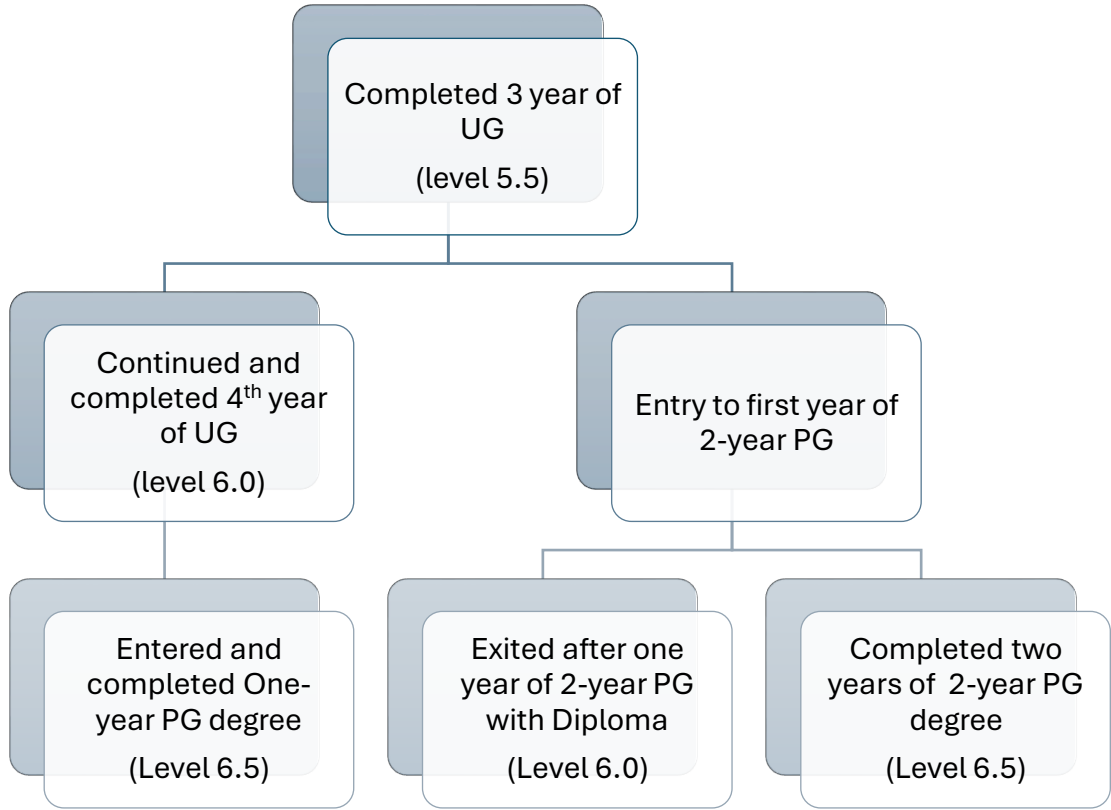 Completed 3 year of
UG
(level 5.5)
Continued and
completed 4th year
of UG
(level 6.0)
Entry to first year of
2-year PG
Entered and
completed One-
year PG degree
(Level 6.5)
Exited after one
year of 2-year PG
with Diploma
(Level 6.0)
Completed two
years of 2-year PG
degree
(Level 6.5)